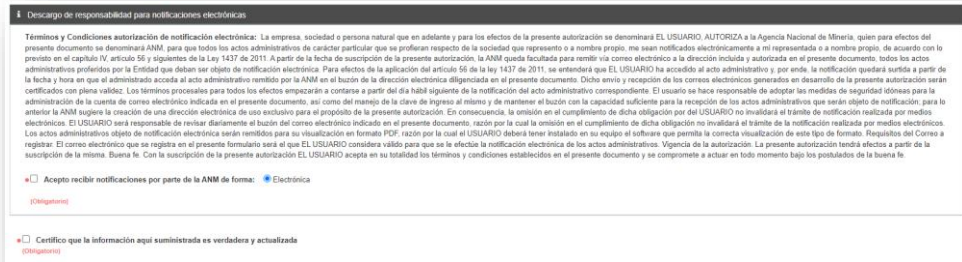 i Descargo de responsabilidad para notificaciones electrónicas
Términos y Condiciones autorización de notificación electrónica: La empresa, sociedad o persona natural que en adelante y para los efectos de la presente autorización se denominará EL USUARIO, AUTORIZA a la Agencia Nacional de Minería, quien para efectos del
presente documento se denominará ANM, para que todos los actos administrativos de carácter particular que se profieran respecto de la sociedad que represento o a nombre propio, me sean notificados electrónicamente a mi representada o a nombre propio, de acuerdo con lo
previsto en el capítulo IV, artículo 56 y siguientes de la Ley 1437 de 2011. A partir de la fecha de suscripción de la presente autorización, la ANM queda facultada para remitir vía correo electrónico a la dirección incluida y autorizada en el presente documento, todos los actos
administrativos proferidos por la Entidad que deban ser objeto de notificación electrónica. Para efectos de la aplicación del artículo 56 de la ley 1437 de 2011, se entenderá que EL USUARIO ha accedido al acto administrativo y, por ende, la notificación quedará surtida a partir de
la fecha y hora en que el administrado acceda al acto administrativo remitido por la ANM en el buzón de la dirección electrónica diligenciada en el presente documento. Dicho envío y recepción de los correos electrónicos generados en desarrollo de la presente autorización serán
certificados con plena validez. Los términos procesales para todos los efectos empezarán a contarse a partir del día hábil siguiente de la notificación del acto administrativo correspondiente. El usuario se hace responsable de adoptar las medidas de seguridad idóneas para la
administración de la cuenta de correo electrónico indicada en el presente documento, así como del manejo de la clave de ingreso al mismo y de mantener el buzón con la capacidad suficiente para la recepción de los actos administrativos que serán objeto de notificación; para lo
anterior la ANM sugiere la creación de una dirección electrónica de uso exclusivo para el propósito de la presente autorización. En consecuencia, la omisión en el cumplimiento de dicha obligación por del USUARIO no invalidará el trámite de notificación realizada por medios
electrónicos. El USUARIO será responsable de revisar diariamente el buzón del correo electrónico indicado en el presente documento, razón por la cual la omisión en el cumplimiento de dicha obligación no invalidará el trámite de la notificación realizada por medios electrónicos.
Los actos administrativos objeto de notificación electrónica serán remitidos para su visualización en formato PDF, razón por la cual el USUARIO deberá tener instalado en su equipo el software que permita la correcta visualización de este tipo de formato. Requisitos del Correo a
registrar. El correo electrónico que se registra en el presente formulario será el que EL USUARIO considera válido para que se le efectúe la notificación electrónica de los actos administrativos. Vigencia de la autorización. La presente autorización tendrá efectos a partir de la
suscripción de la misma. Buena fe. Con la suscripción de la presente autorización EL USUARIO acepta en su totalidad los términos y condiciones establecidos en el presente documento y se compromete a actuar en todo momento bajo los postulados de la buena fe.
Acepto recibir notificaciones por parte de la ANM de forma: Electrónica
(Obligatorio)
Certifico que la información aquí suministrada es verdadera y actualizada
(Obligatorio)